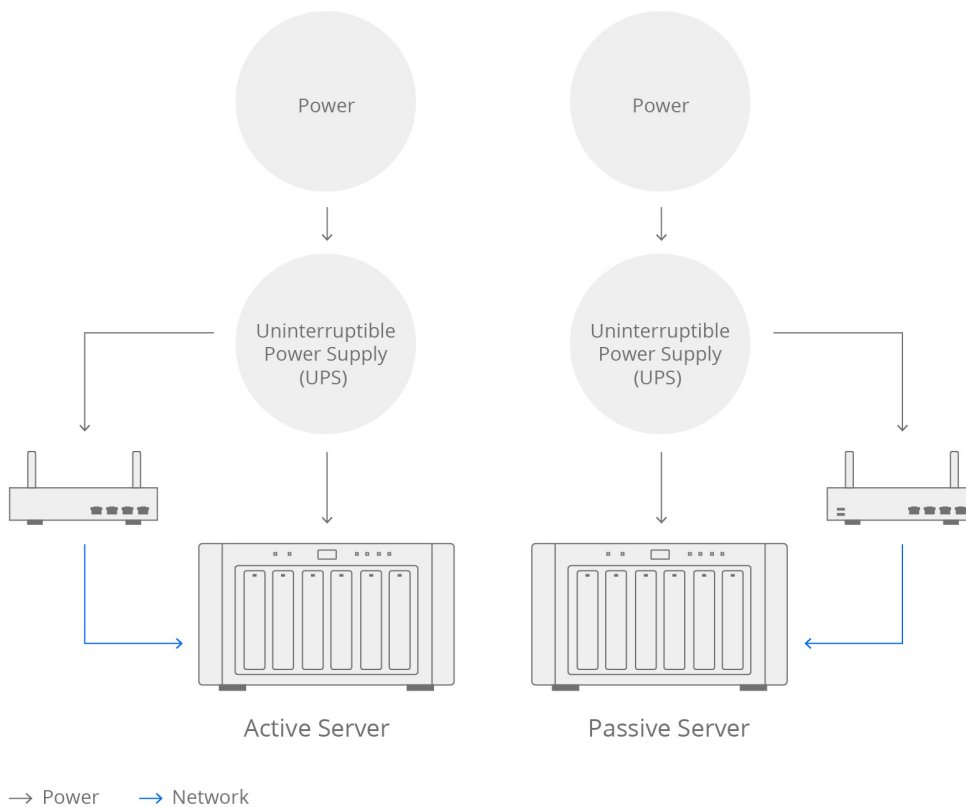 Power
Power
Uninterruptible
Power Supply
(UPS)
Uninterruptible
Power Supply
(UPS)
Active Server
Passive Server
Power
Network